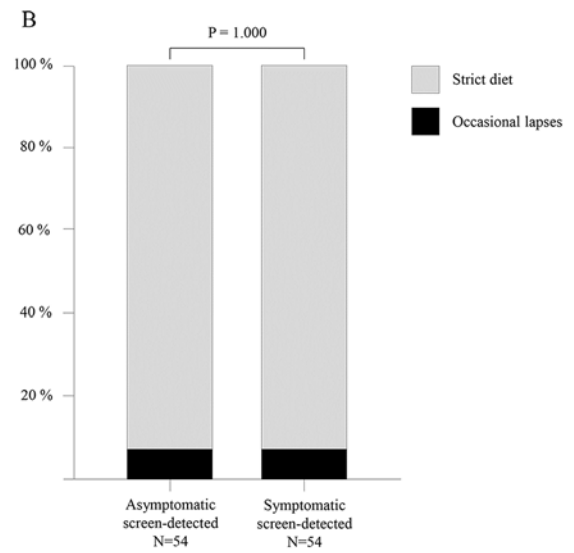 B
P = 1.000
100 %
80 %
60 %
40 %
20 %
Strict diet
Occasional lapses
Asymptomatic
screen-detected
N=54
Symptomatic
screen-detected
N=54